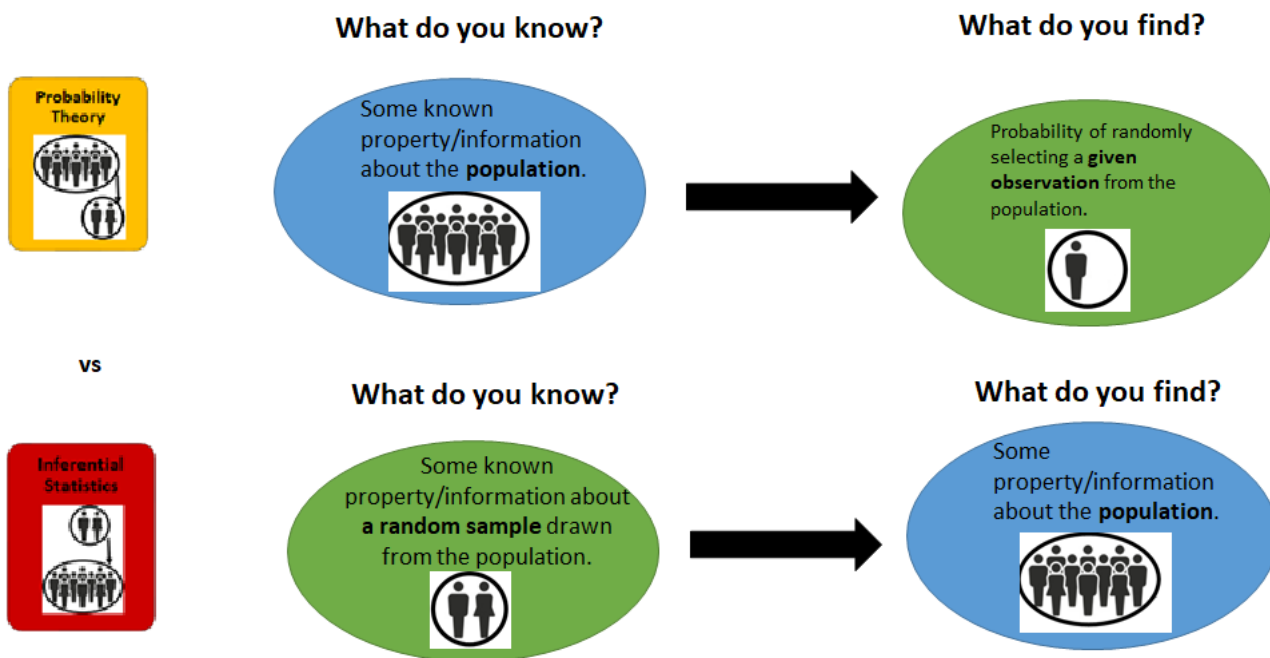 What do you know?
What do you find?
Probability
Theory
Some known
property/information
about the population.
Probability of randomly
selecting a given
observation from the
population.
vs
What do you know?
What do you find?
Inferential
Statistics
Some known
property/information about
a random sample drawn
from the population.
Some
property/information
about the population.